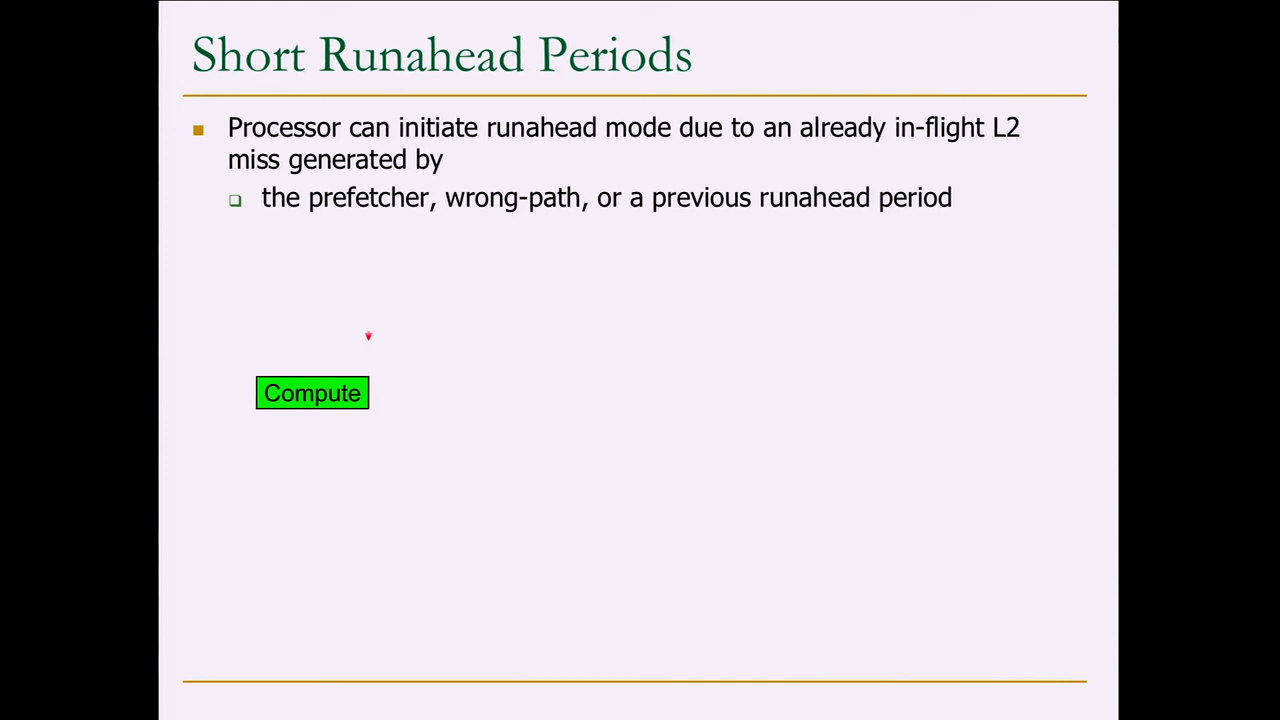 Short Runahead Periods
Processor can initiate runahead mode due to an already in-flight L2
miss generated by
the prefetcher, wrong-path, or a previous runahead period
Compute